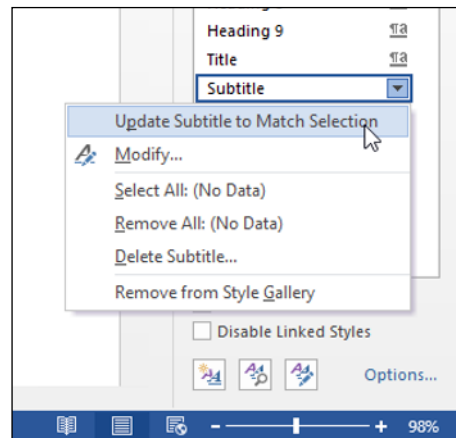 Heading 9 ¶a
Title ¶a
Subtitle
Update Subtitle to Match Selection
Modify...
Select All: (No Data)
Remove All: (No Data)
Delete Subtitle...
Remove from Style Gallery
Disable Linked Styles
Options...
98%